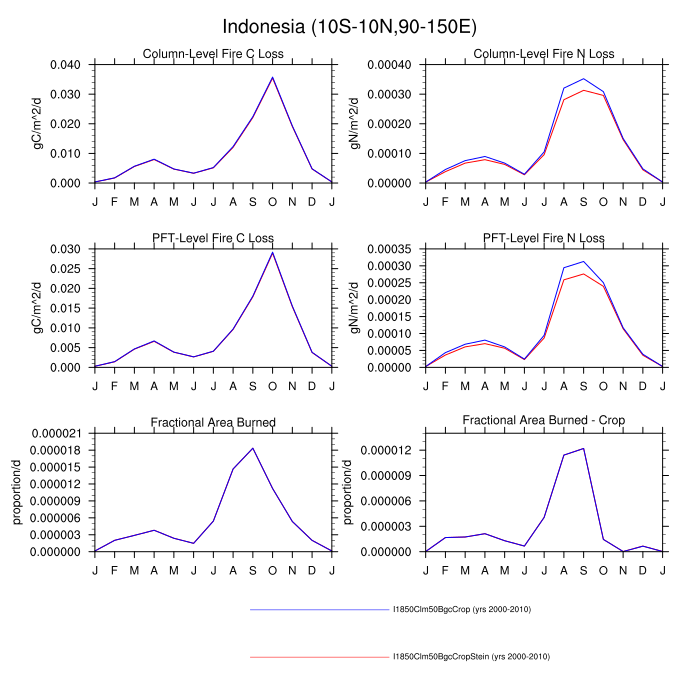 Indonesia (10S-10N,90-150E)
Column-Level Fire C Loss
gC/m^2/d
0.040
0.030
0.020
0.010
0.000
J F M A M J J A S O N D J
Column-Level Fire N Loss
gN/m^2/d
0.00040
0.00030
0.00020
0.00010
0.00000
J F M A M J J A S O N D J
PFT-Level Fire C Loss
gC/m^2/d
0.030
0.025
0.020
0.015
0.010
0.005
0.000
J F M A M J J A S O N D J
PFT-Level Fire N Loss
gN/m^2/d
0.00035
0.00030
0.00025
0.00020
0.00015
0.00010
0.00005
0.00000
J F M A M J J A S O N D J
Fractional Area Burned
proportion/d
0.000021
0.000018
0.000015
0.000012
0.000009
0.000006
0.000003
0.000000
J F M A M J J A S O N D J
Fractional Area Burned - Crop
proportion/d
0.000012
0.000009
0.000006
0.000003
0.000000
J F M A M J J A S O N D J
I1850Clm50BgcCrop (yrs 2000-2010)
I1850Clm50BgcCropStein (yrs 2000-2010)